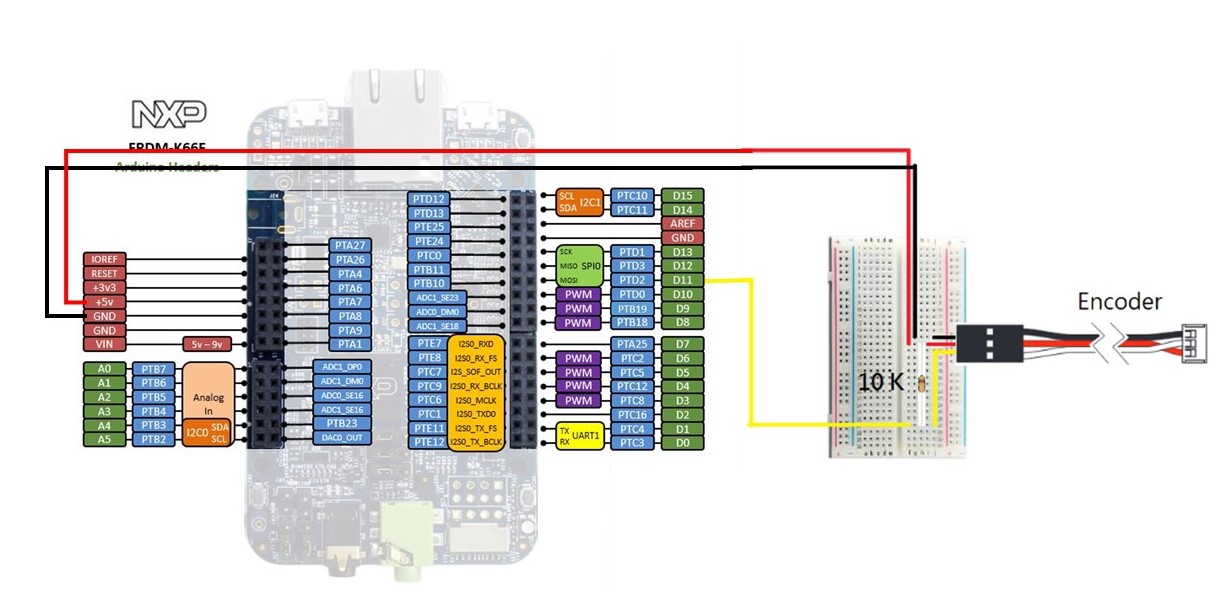 NXP
FRDM-K66F
Arduino Headers
J24
IOREF
RESET
+3v3
+5v
GND
GND
VIN
5v – 9v
A0 PTB7
A1 PTB6
A2 PTB5
A3 PTB4
A4 PTB3
A5 PTB2
Analog
In
I2C0 SDA
SCL
PTA27
PTA26
PTA4
PTA6
PTA7
PTA8
PTA9
PTA1
ADC1_DP0
ADC1_DM0
ADC0_SE16
ADC1_SE16
PTB23
DAC0_OUT
PTD12
PTD13
PTE25
PTE24
PTC0
PTB11
PTB10
ADC1_SE23
ADC0_DM0
ADC1_SE18
PTE7 I2S0_RXD
PTE8 I2S0_RX_FS
PTC7 I2S_SOF_OUT
PTC9 I2S0_RX_BCLK
PTC6 I2S0_MCLK
PTC1 I2S0_TXD0
PTE11 I2S0_TX_FS
PTE12 I2S0_TX_BCLK
SCL
SDA I2C1
PTC10 D15
PTC11 D14
AREF
GND
SCK
MISO SPI0
MOSI
PTD1 D13
PTD3 D12
PTD2 D11
PWM PTD0 D10
PWM PTB19 D9
PWM PTB18 D8
PTA25 D7
PWM PTC2 D6
PWM PTC5 D5
PWM PTC12 D4
PWM PTC8 D3
PTC16 D2
TX
RX UART1
PTC4 D1
PTC3 D0
10 K
Encoder